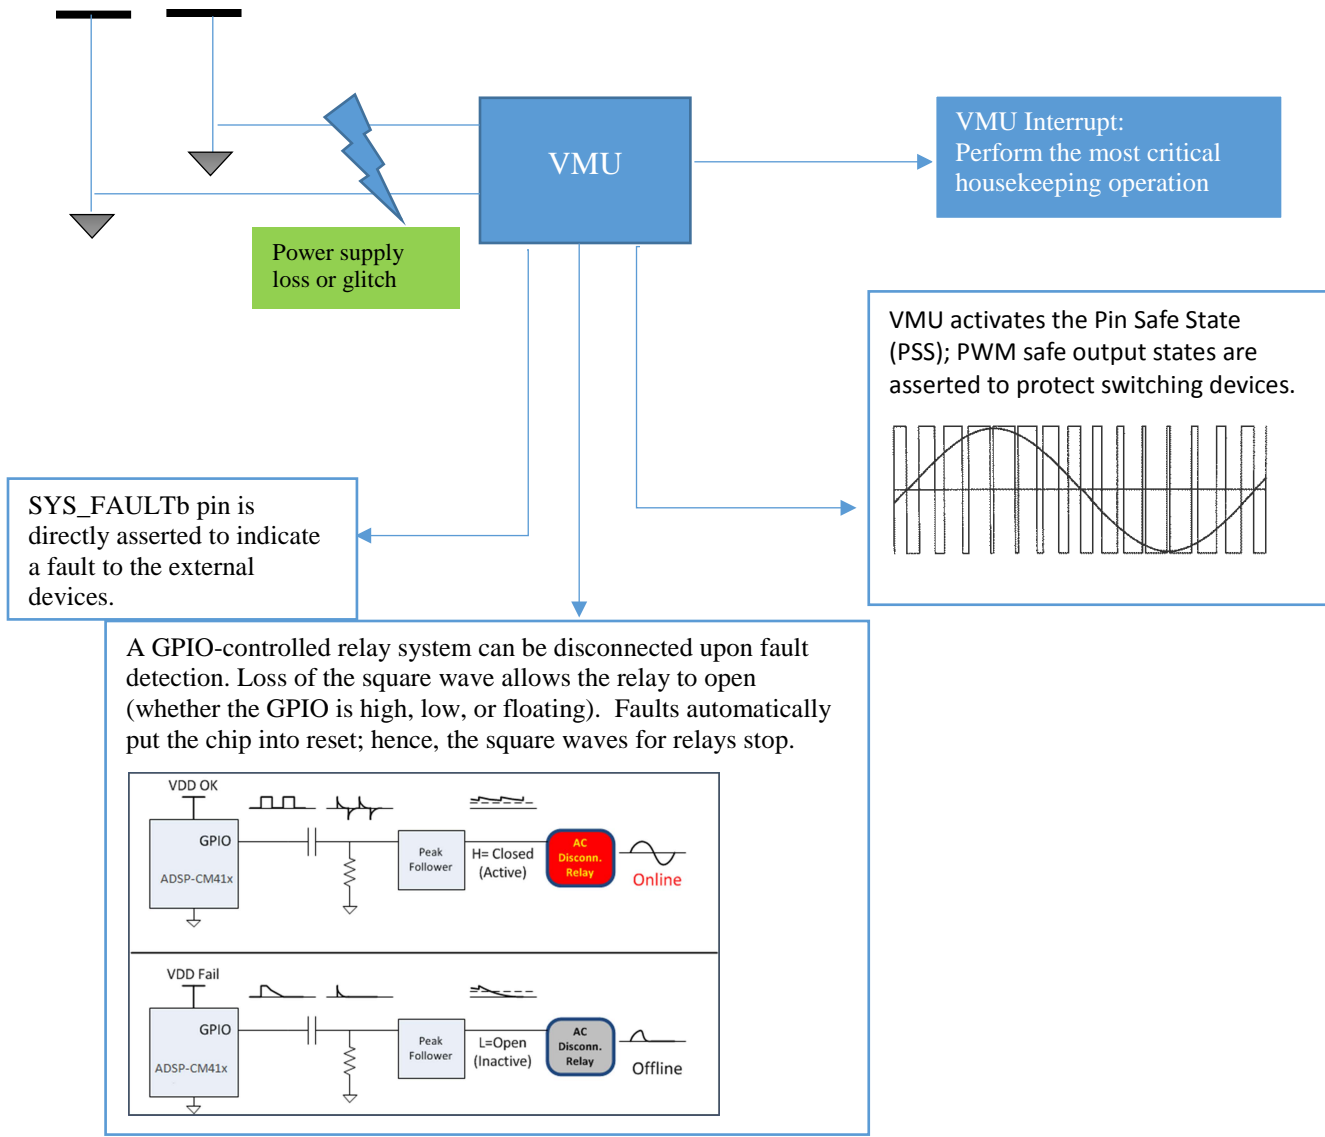 VMU
VMU Interrupt:
Perform the most critical
housekeeping operation
Power supply
loss or glitch
VMU activates the Pin Safe State
(PSS); PWM safe output states are
asserted to protect switching devices.
SYS_FAULTb pin is
directly asserted to indicate
a fault to the external
devices.
A GPIO-controlled relay system can be disconnected upon fault
detection. Loss of the square wave allows the relay to open
(whether the GPIO is high, low, or floating).  Faults automatically
put the chip into reset; hence, the square waves for relays stop.
VDD OK
GPIO
ADSP-CM41x
Peak
Follower
H= Closed
(Active)
AC
Disconn.
Relay
Online
VDD Fail
GPIO
ADSP-CM41x
Peak
Follower
L=Open
(Inactive)
AC
Disconn.
Relay
Offline